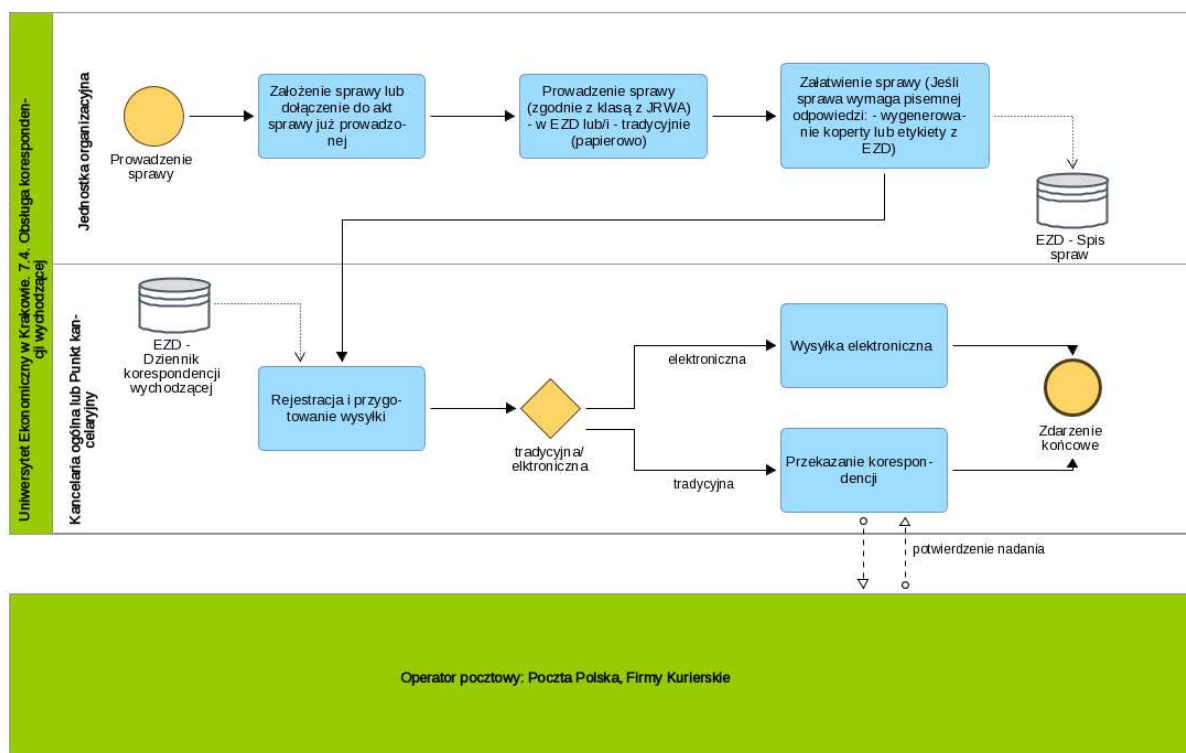 Uniwersytet Ekonomiczny w Krakowie. 7.4. Obsługa koresponden-
cji wychodzącej
Jednostka organizacyjna
Prowadzenie
sprawy
Założenie sprawy lub
dołączenie do akt
sprawy już prowadzo-
nej
Prowadzenie sprawy
(zgodnie z klasą z JRWA)
- w EZD lub/i - tradycyjnie
(papierowo)
Załatwienie sprawy (Jeśli
sprawa wymaga pisemnej
odpowiedzi: - wygenerowa-
nie koperty lub etykiety z
EZD)
EZD - Spis
spraw
Kancelaria ogólna lub Punkt kan-
celaryjny
EZD -
Dziennik
korespondencji
wychodzącej
Rejestracja i przygo-
towanie wysyłki
tradycyjna/
elktroniczna
elektroniczna
tradycyjna
Wysyłka elektroniczna
Przekazanie korespon-
dencji
Zdarzenie
końcowe
potwierdzenie nadania
Operator pocztowy: Poczta Polska, Firmy Kurierskie